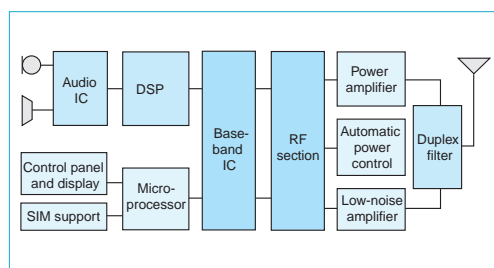 Audio
IC
DSP
Base-
band
IC
RF
section
Power
amplifier
Automatic
power
control
Low-noise
amplifier
Duplex
filter
Control panel
and display
SIM support
Micro-
processor